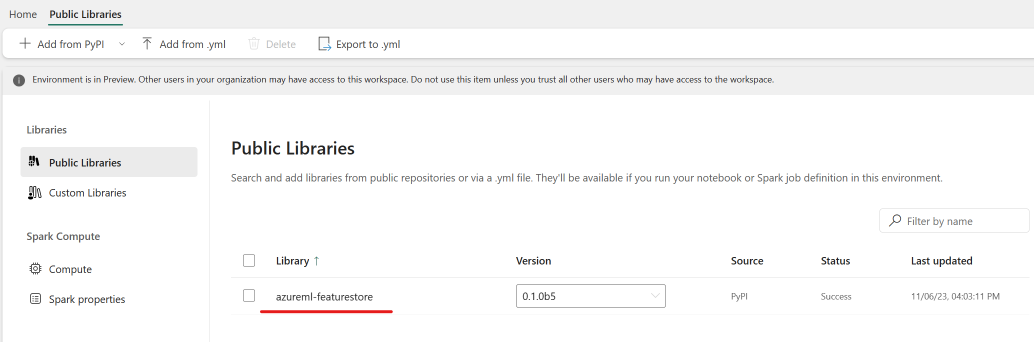 Home Public Libraries
Add from PyPI Add from .yml Delete Export to .yml
Environment is in Preview. Other users in your organization may have access to this workspace. Do not use this item unless you trust all other users who may have access to the workspace.
Libraries
Public Libraries
Custom Libraries
Spark Compute
Compute
Spark properties
Public Libraries
Search and add libraries from public repositories or via a .yml file. They'll be available if you run your notebook or Spark job definition in this environment.
Filter by name
Library ↑ Version Source Status Last updated
azureml-featurestore 0.1.0b5 PyPI Success 11/06/23, 04:03:11 PM